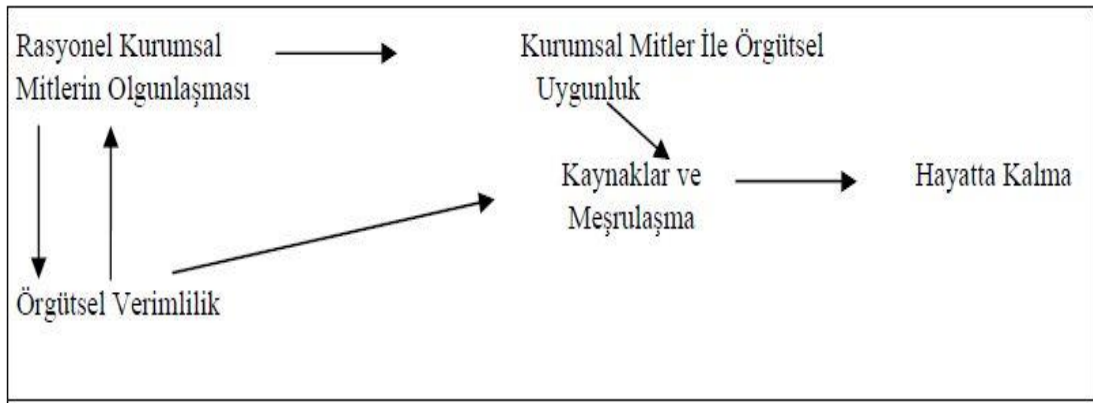 Rasyonel Kurumsal
Mitlerin Olgunlaşması
Kurumsal Mitler İle Örgütsel
Uygunluk
Kaynaklar ve
Meşrulaşma
Hayatta Kalma
Örgütsel Verimlilik